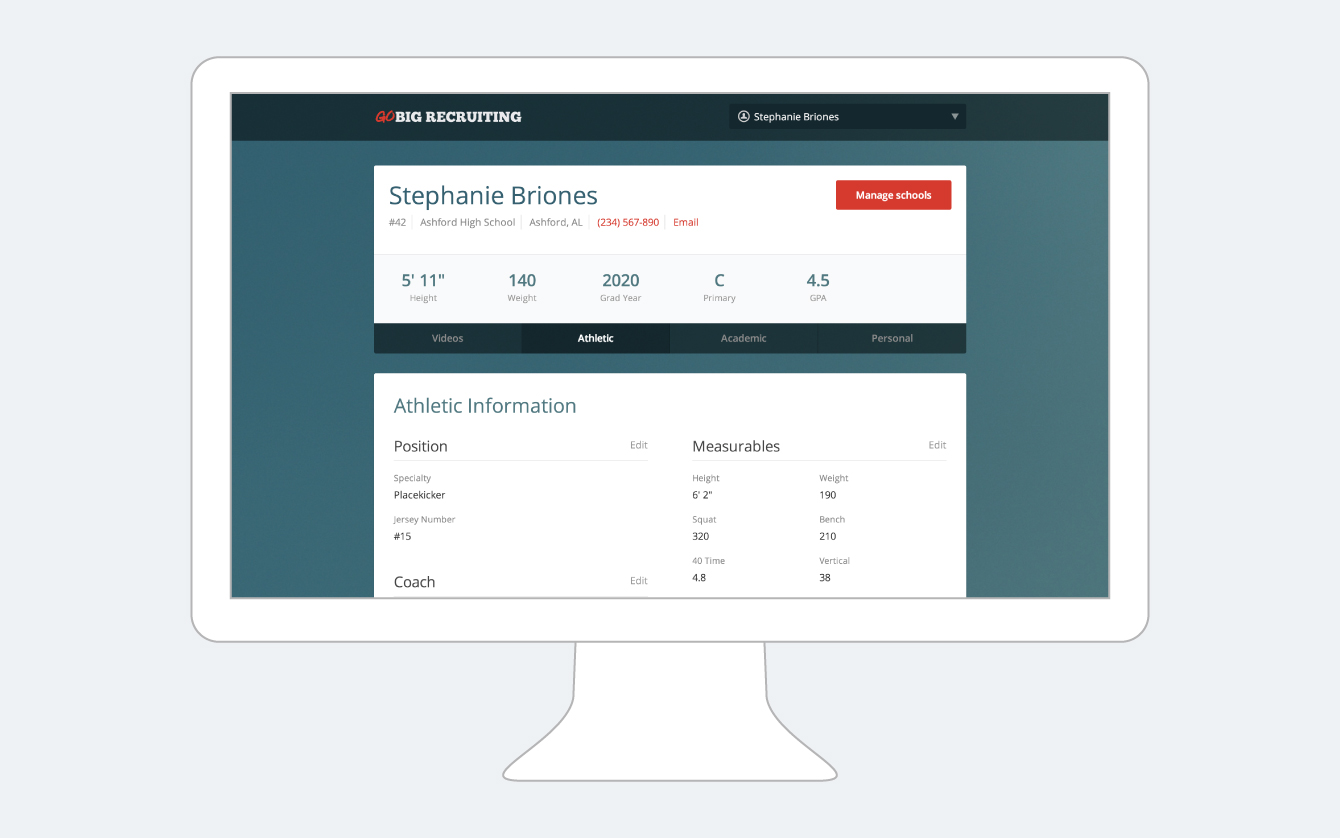 GO BIG RECRUITING
Stephanie Briones
Stephanie Briones
Manage schools
#42 Ashford High School Ashford, AL (234) 567-890 Email
5' 11" 140 2020 C 4.5
Height Weight Grad Year Primary GPA
Videos Athletic Academic Personal
Athletic Information
Position Edit
Specialty
Placekicker
Jersey Number
#15
Coach Edit
Measurables Edit
Height Weight
6' 2" 190
Squat Bench
320 210
40 Time Vertical
4.8 38